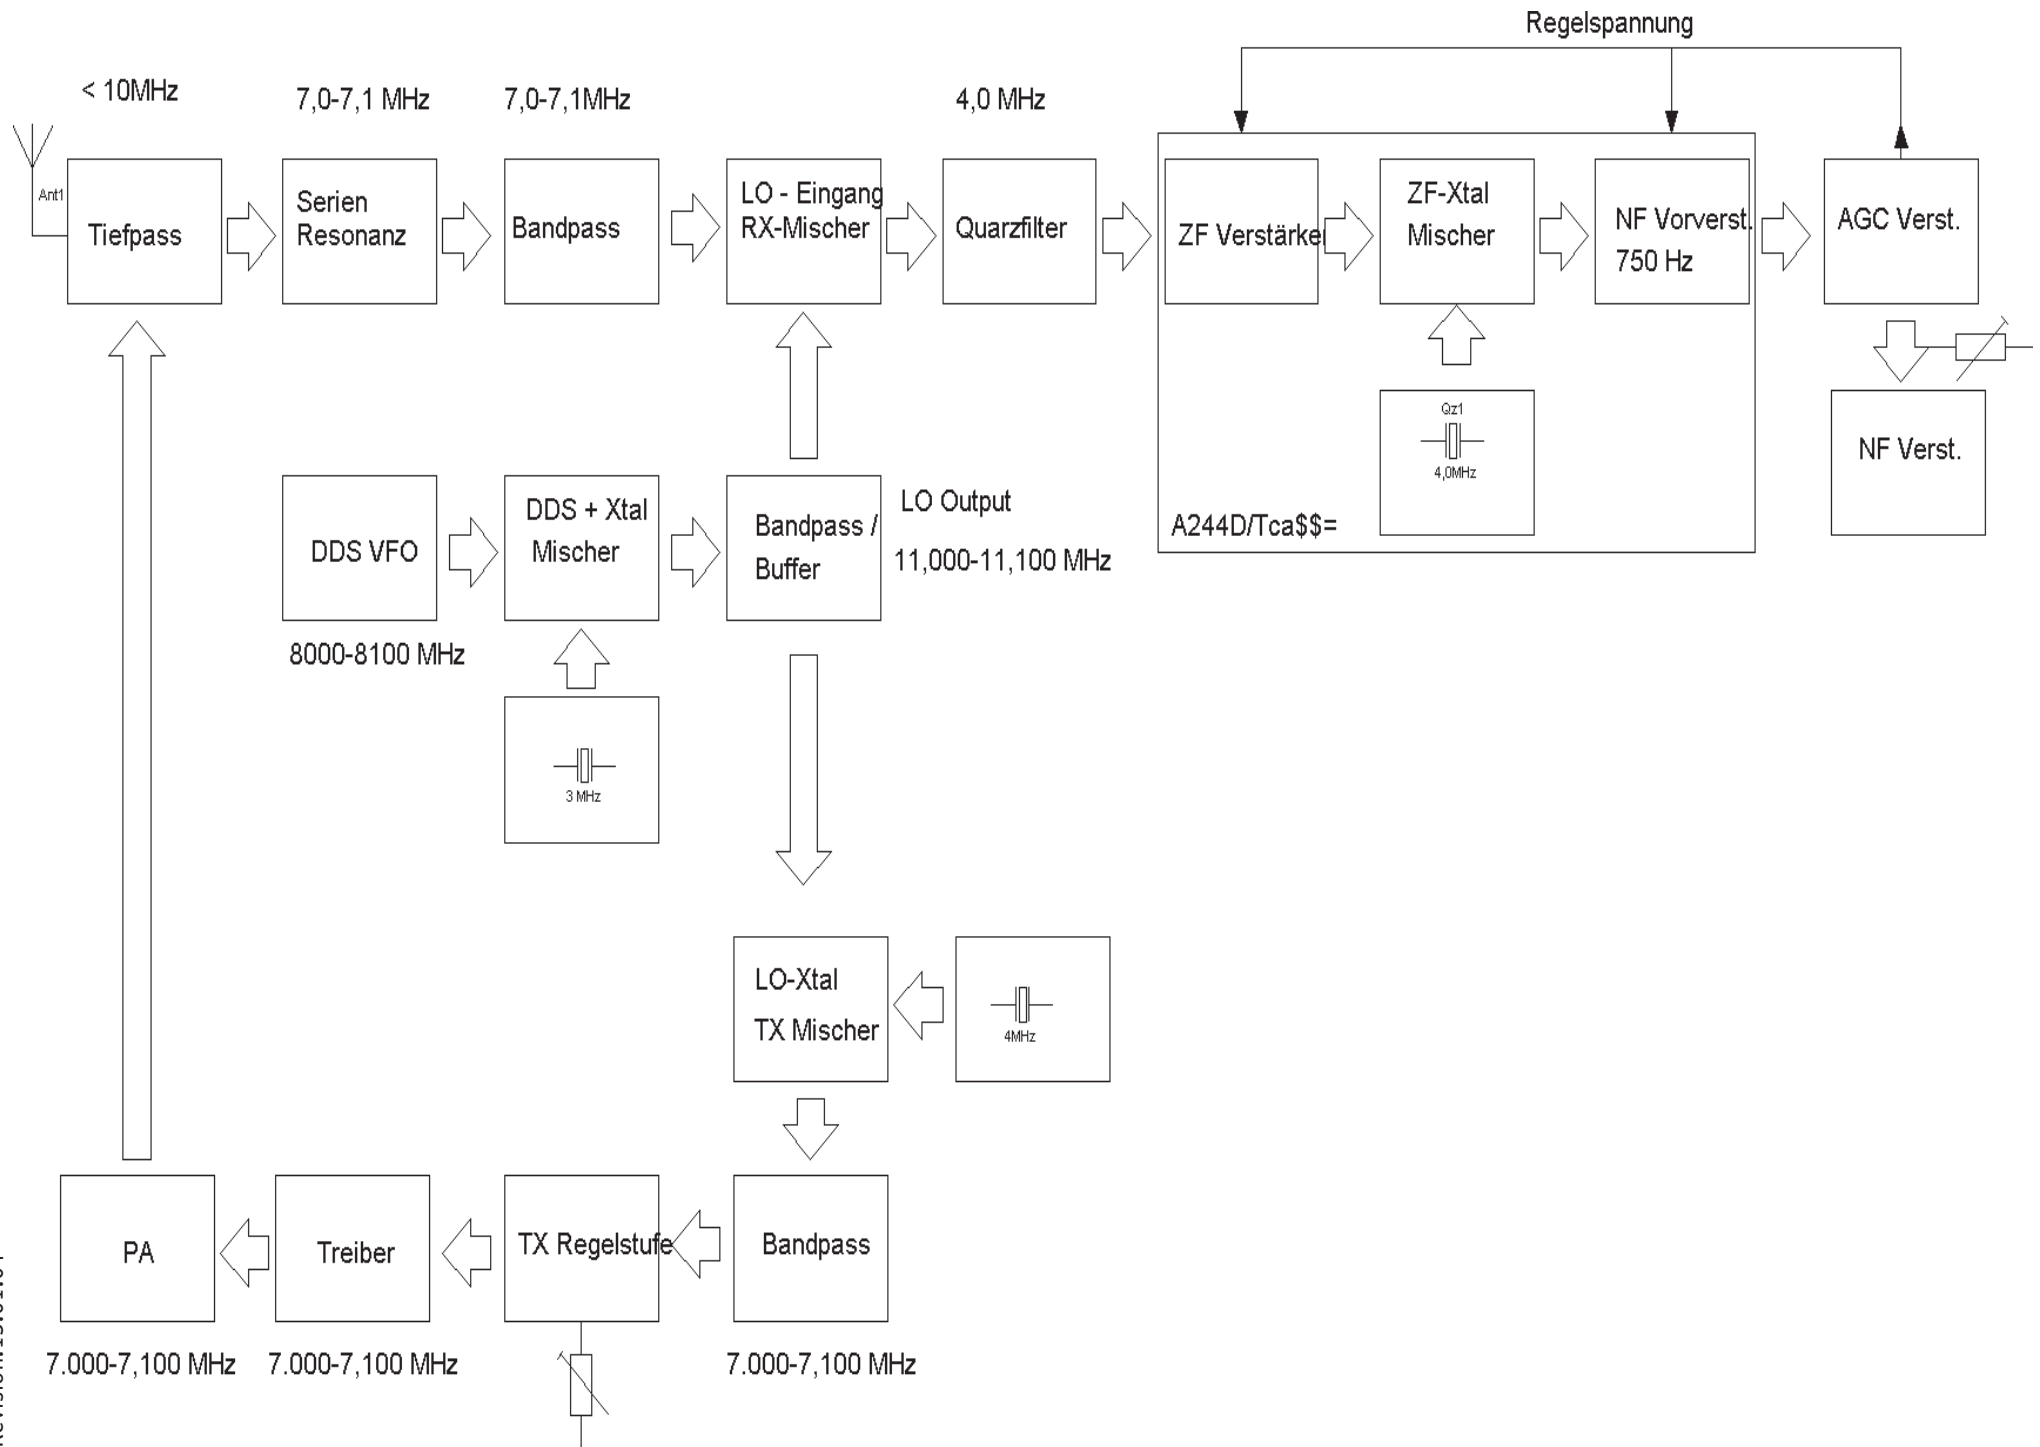 Regelspannung
< 10MHz
7,0-7,1 MHz
7,0-7,1MHz
4,0 MHz
Ant1
Tiefpass
Serien
Resonanz
Bandpass
LO - Eingang
RX-Mischer
Quarzfilter
ZF Verstärker
ZF-Xtal
Mischer
NF Vorverst.
750 Hz
AGC Verst.
Qz1
4,0MHz
A244D/Tca$$=
NF Verst.
DDS VFO
8000-8100 MHz
DDS + Xtal
Mischer
Bandpass /
Buffer
LO Output
11,000-11,100 MHz
3 MHz
LO-Xtal
TX Mischer
4MHz
PA
Treiber
TX Regelstufe
Bandpass
7.000-7,100 MHz
7.000-7,100 MHz
7.000-7,100 MHz